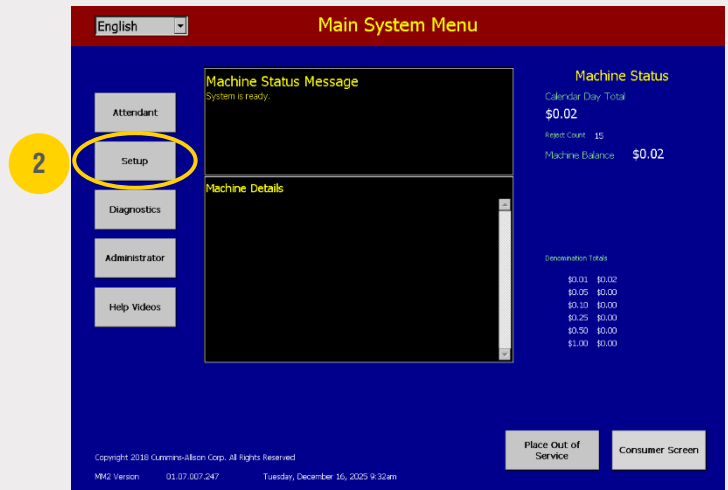 English
Main System Menu
2
Attendant
Setup
Diagnostics
Administrator
Help Videos
Machine Status Message
System is ready.
Machine Details
Machine Status
Calendar Day Total
$0.02
Reject Count 15
Machine Balance $0.02
Denomination Totals
$0.01 $0.02
$0.05 $0.00
$0.10 $0.00
$0.25 $0.00
$0.50 $0.00
$1.00 $0.00
Place Out of
Service
Consumer Screen
Copyright 2018 Cummins-Allison Corp. All Rights Reserved
MM2 Version 01.07.007.247 Tuesday, December 16, 2025 9:32am